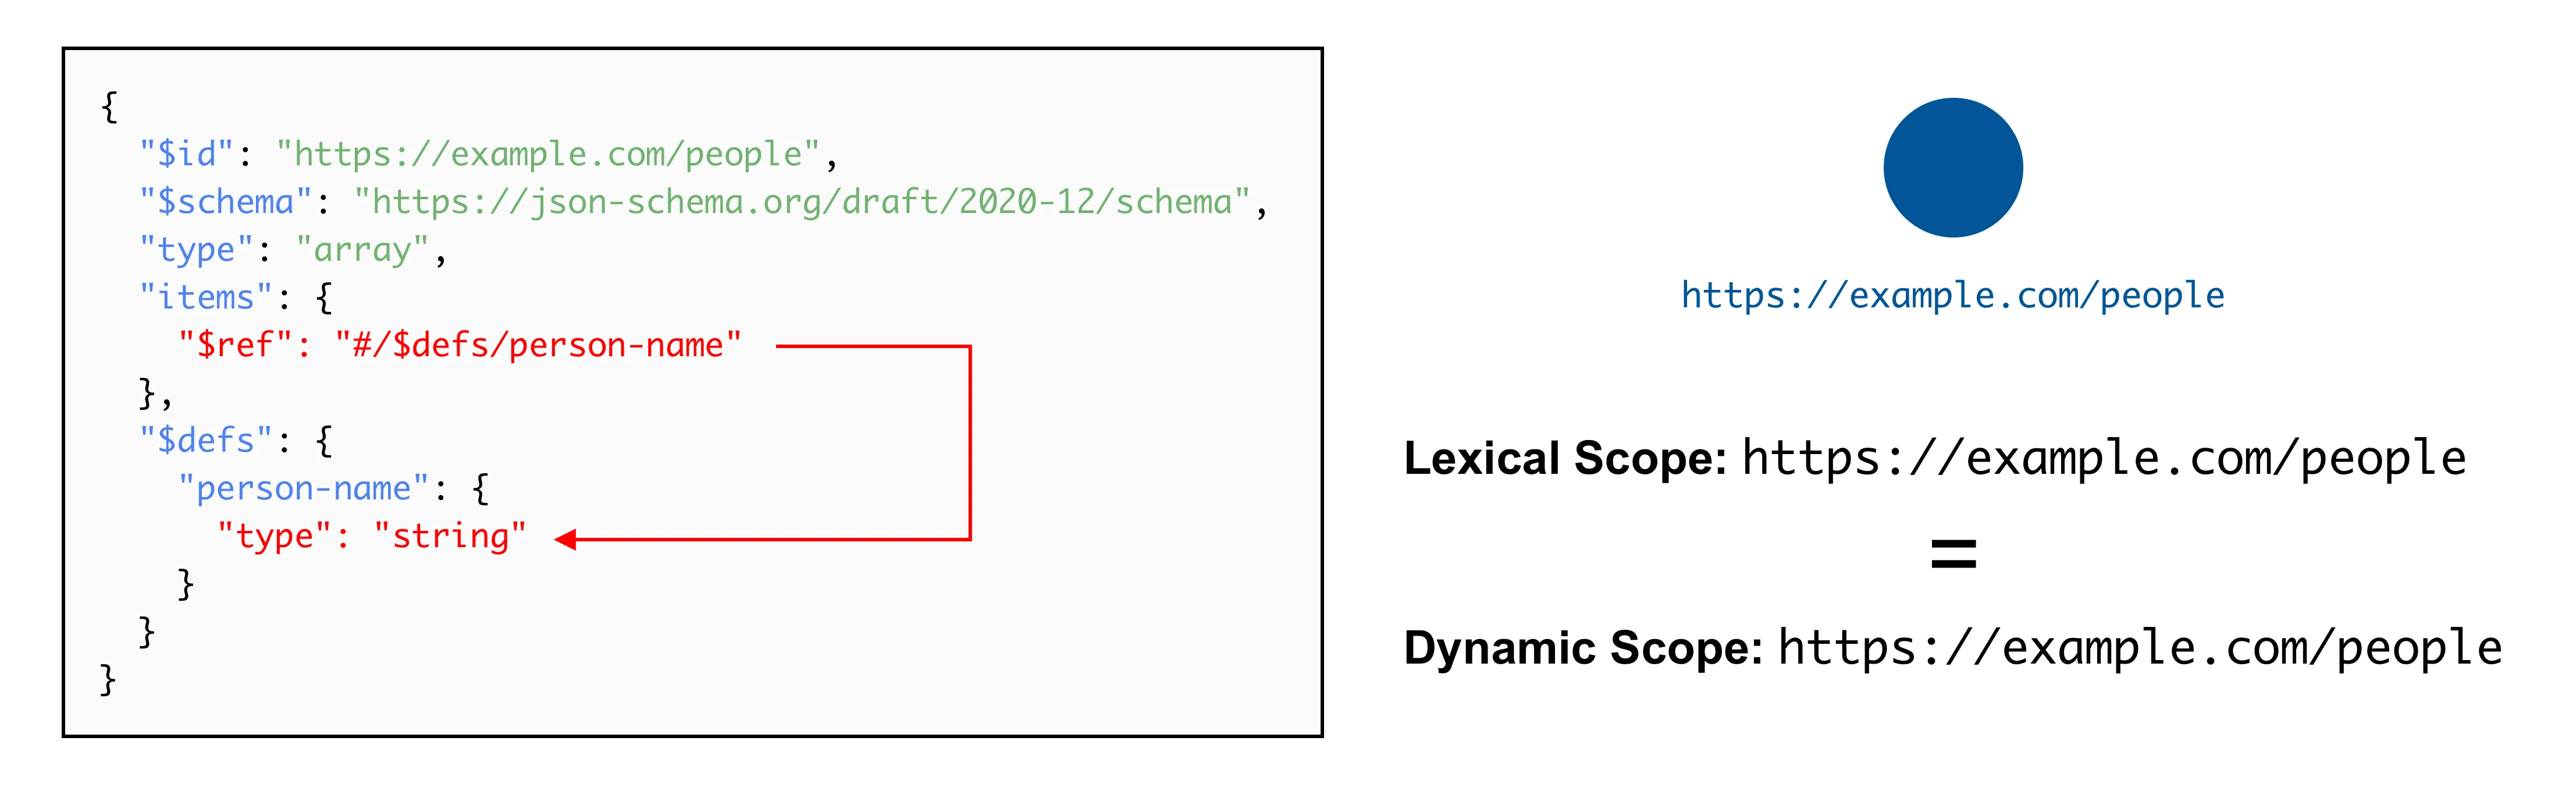 {
  "$id": "https://example.com/people",
  "$schema": "https://json-schema.org/draft/2020-12/schema",
  "type": "array",
  "items": {
    "$ref": "#/$defs/person-name"
  },
  "$defs": {
    "person-name": {
      "type": "string"
    }
  }
}
https://example.com/people
Lexical Scope: https://example.com/people
=
Dynamic Scope: https://example.com/people